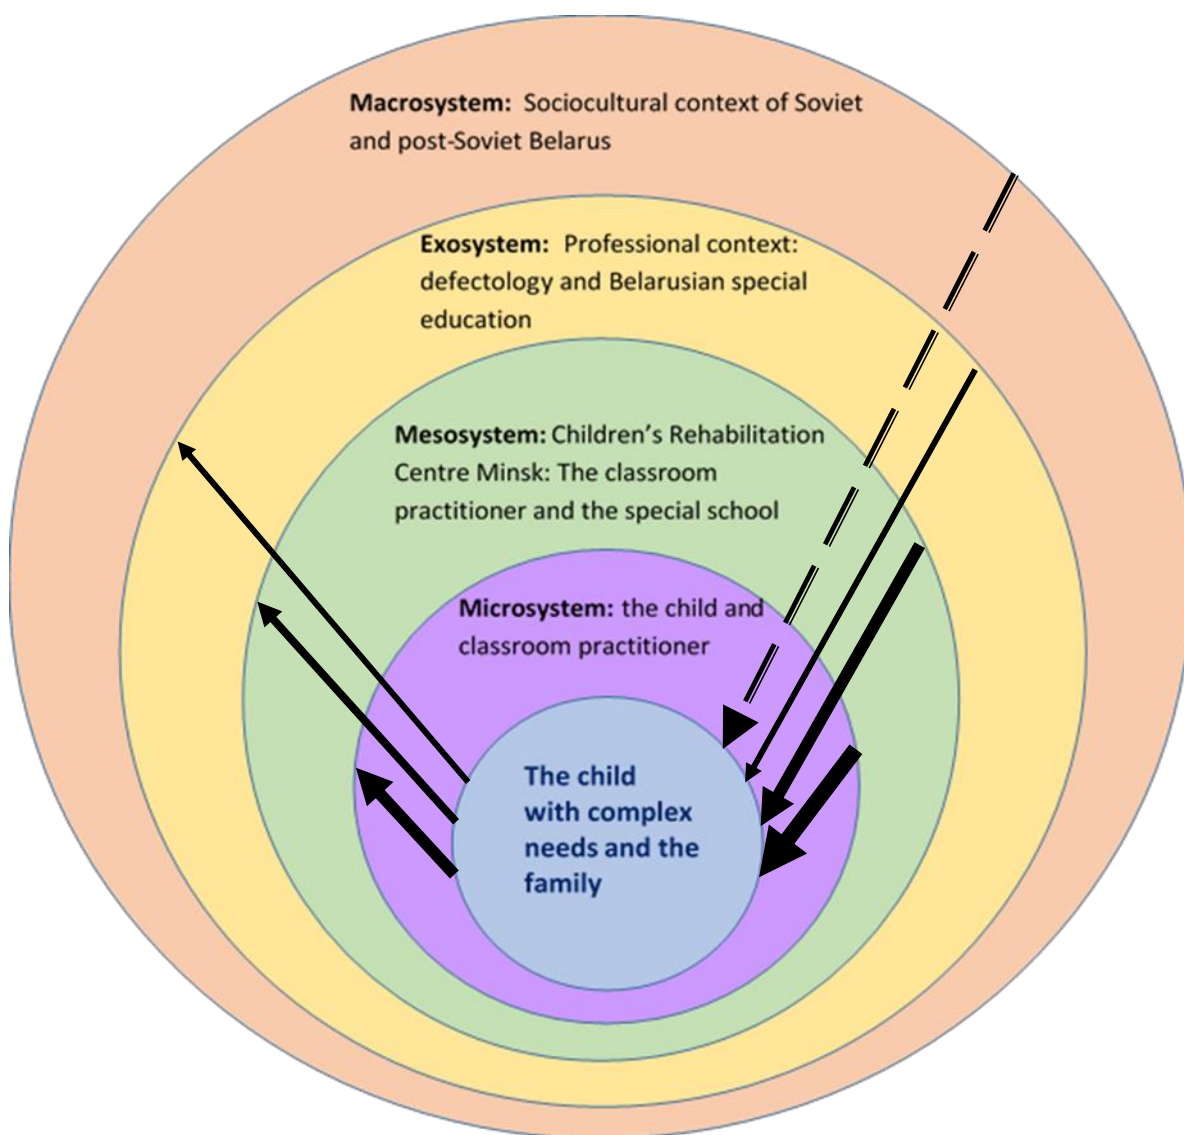 Macrosystem: Sociocultural context of Soviet
and post-Soviet Belarus
Exosystem: Professional context:
defectology and Belarusian special
education
Mesosystem: Children’s Rehabilitation
Centre Minsk: The classroom
practitioner and the special school
Microsystem: the child and
classroom practitioner
The child
with complex
needs and the
family